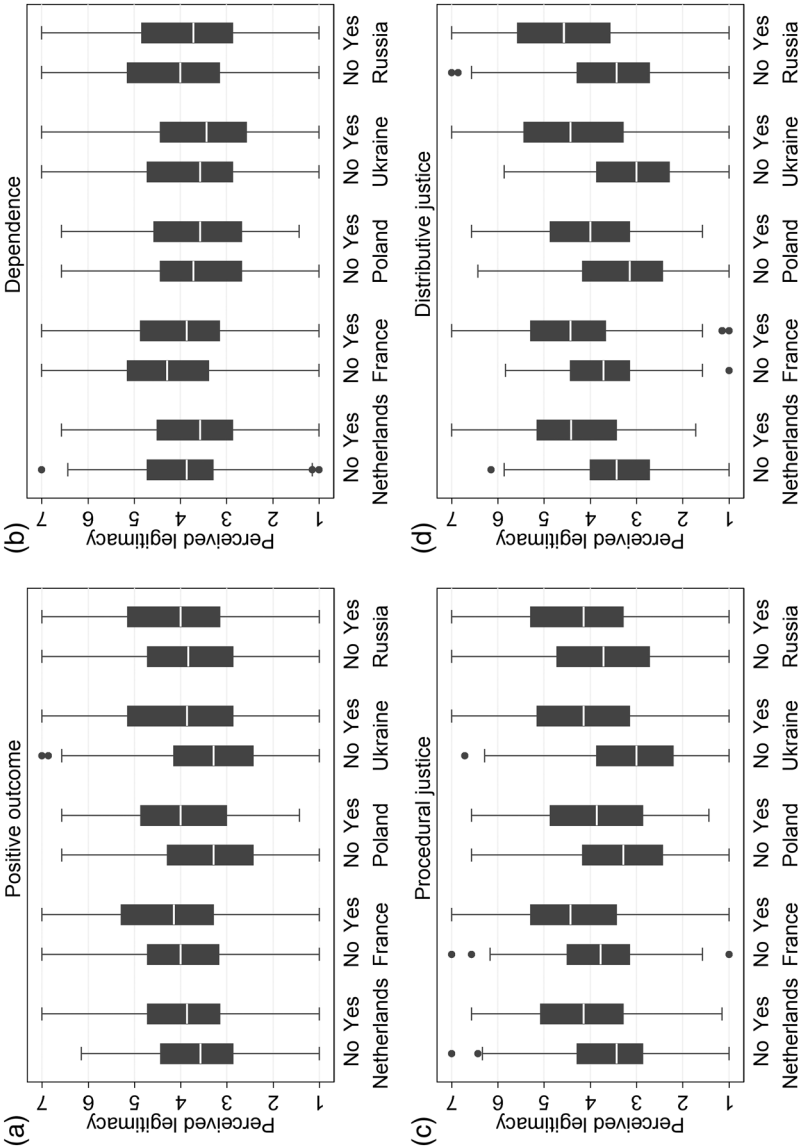 (a)
Positive outcome
Perceived legitimacy
7
6
5
4
3
2
1
No Yes No Yes No Yes No Yes No Yes
Netherlands France Poland Ukraine Russia
(b)
Dependence
Perceived legitimacy
7
6
5
4
3
2
1
No Yes No Yes No Yes No Yes No Yes
Netherlands France Poland Ukraine Russia
(c)
Procedural justice
Perceived legitimacy
7
6
5
4
3
2
1
No Yes No Yes No Yes No Yes No Yes
Netherlands France Poland Ukraine Russia
(d)
Distributive justice
Perceived legitimacy
7
6
5
4
3
2
1
No Yes No Yes No Yes No Yes No Yes
Netherlands France Poland Ukraine Russia